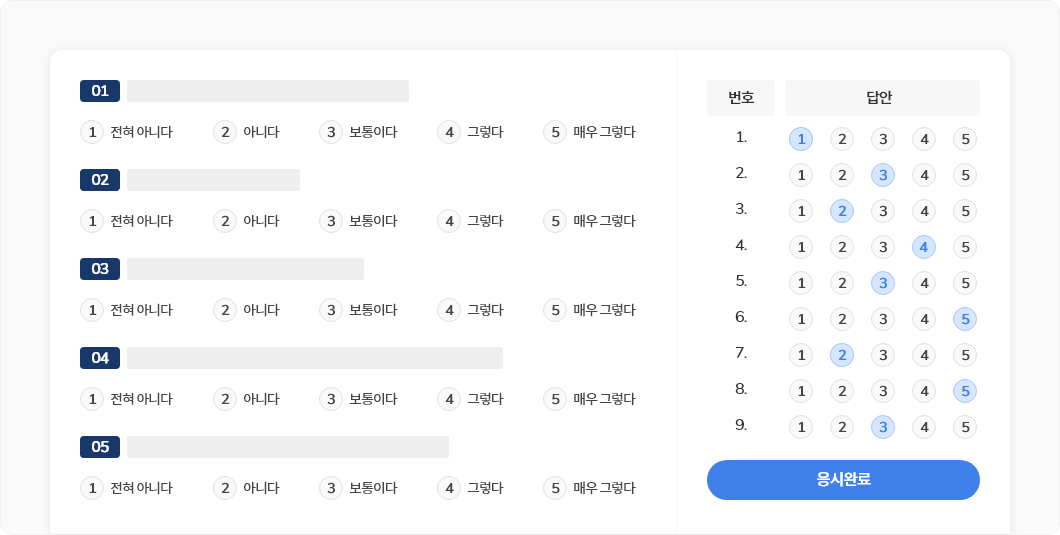 01
1 전혀 아니다 2 아니다 3 보통이다 4 그렇다 5 매우 그렇다
02
1 전혀 아니다 2 아니다 3 보통이다 4 그렇다 5 매우 그렇다
03
1 전혀 아니다 2 아니다 3 보통이다 4 그렇다 5 매우 그렇다
04
1 전혀 아니다 2 아니다 3 보통이다 4 그렇다 5 매우 그렇다
05
1 전혀 아니다 2 아니다 3 보통이다 4 그렇다 5 매우 그렇다
번호 답안
1. 1 2 3 4 5
2. 1 2 3 4 5
3. 1 2 3 4 5
4. 1 2 3 4 5
5. 1 2 3 4 5
6. 1 2 3 4 5
7. 1 2 3 4 5
8. 1 2 3 4 5
9. 1 2 3 4 5
응시완료